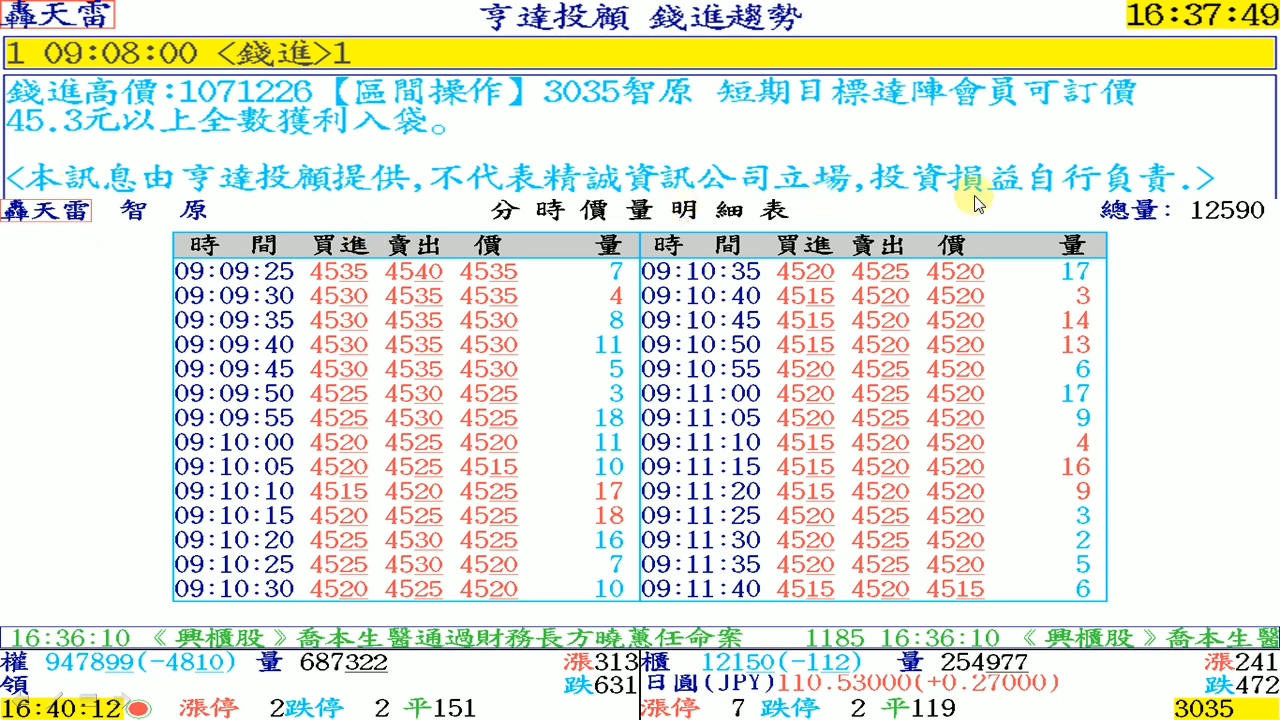 轟天雷 亨達投顧 錢進趨勢 16:37:49
1 09:08:00 <錢進>1
錢進高價:1071226【區間操作】3035智原 短期目標達陣會員可訂價
45.3元以上全數獲利入袋。
<本訊息由亨達投顧提供,不代表精誠資訊公司立場,投資損益自行負責.>
轟天雷 智 原 分 時 價 量 明 細 表 總量: 12590
時 間 買進 賣出 價 量 時 間 買進 賣出 價 量
09:09:25 4535 4540 4535 7 09:10:35 4520 4525 4520 17
09:09:30 4530 4535 4535 4 09:10:40 4515 4520 4520 3
09:09:35 4530 4535 4530 8 09:10:45 4515 4520 4520 14
09:09:40 4530 4535 4530 11 09:10:50 4515 4520 4520 13
09:09:45 4530 4535 4530 5 09:10:55 4520 4525 4520 6
09:09:50 4525 4530 4525 3 09:11:00 4520 4525 4520 17
09:09:55 4525 4530 4525 18 09:11:05 4520 4525 4520 9
09:10:00 4520 4525 4520 11 09:11:10 4515 4520 4520 4
09:10:05 4520 4525 4515 10 09:11:15 4515 4520 4520 16
09:10:10 4515 4520 4525 17 09:11:20 4515 4520 4520 9
09:10:15 4520 4525 4525 18 09:11:25 4520 4525 4520 3
09:10:20 4525 4530 4525 16 09:11:30 4520 4525 4520 2
09:10:25 4525 4530 4520 7 09:11:35 4520 4525 4520 5
09:10:30 4520 4525 4520 10 09:11:40 4515 4520 4515 6
16:36:10 《興櫃股》喬本生醫通過財務長方曉蕙任命案 1185 16:36:10 《興櫃股》喬本生醫
權 947899(-4810) 量 687322 漲313 櫃 12150(-112) 量 254977 漲241
領 跌631 日圓(JPY)110.53000(+0.27000) 跌472
16:40:12 漲停 2跌停 2 平151 漲停 7 跌停 2 平119 3035